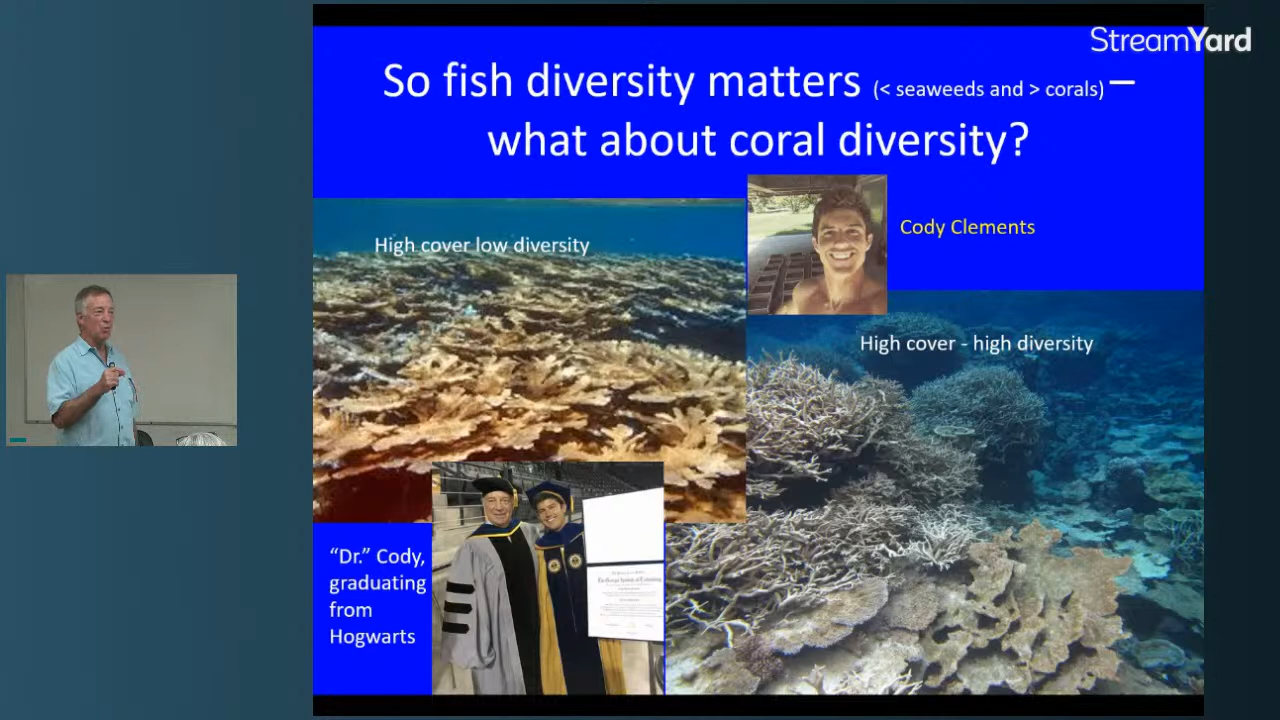 StreamYard
So fish diversity matters (< seaweeds and > corals) –
what about coral diversity?
High cover low diversity
Cody Clements
High cover - high diversity
“Dr.” Cody,
graduating
from
Hogwarts